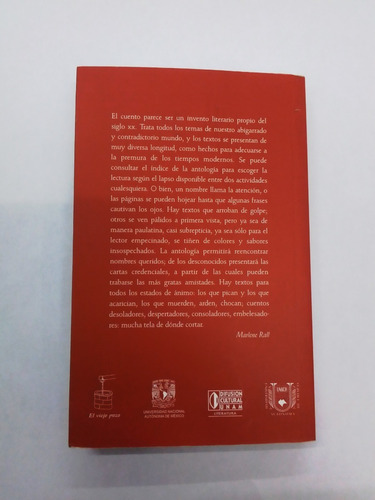 El cuento parece ser un invento literario propio del
siglo xx. Trata todos los temas de nuestro abigarrado
y contradictorio mundo, y los textos se presentan de
muy diversa longitud, como hechos para adecuarse a
la premura de los tiempos modernos. Se puede
consultar el índice de la antología para escoger la
lectura según el lapso disponible entre dos actividades
cualesquiera. O bien, un nombre llama la atención, o
las páginas se pueden hojear hasta que algunas frases
cautivan los ojos. Hay textos que arroban de golpe;
otros se ven pálidos a primera vista, pero ya sea de
manera paulatina, casi subrepticia, ya sea sólo para
el lector empecinado, se tiñen de colores y sabores
insospechados. La antología permitirá reencontrar
nombres queridos; de los desconocidos presentará las
cartas credenciales, a partir de las cuales pueden
trabarse las más gratas amistades. Hay textos para
todos los estados de ánimo: los que pican y los que
acarician, los que muerden, arden, chocan; cuentos
desoladores, despertadores, consoladores, embelesado-
res: mucha tela de dónde cortar.
Marlene Rall
El viejo pozo
UNIVERSIDAD NACIONAL
AUTÓNOMA DE MÉXICO
DIFUSION
CULTURAL
UNAM
LITERATURA